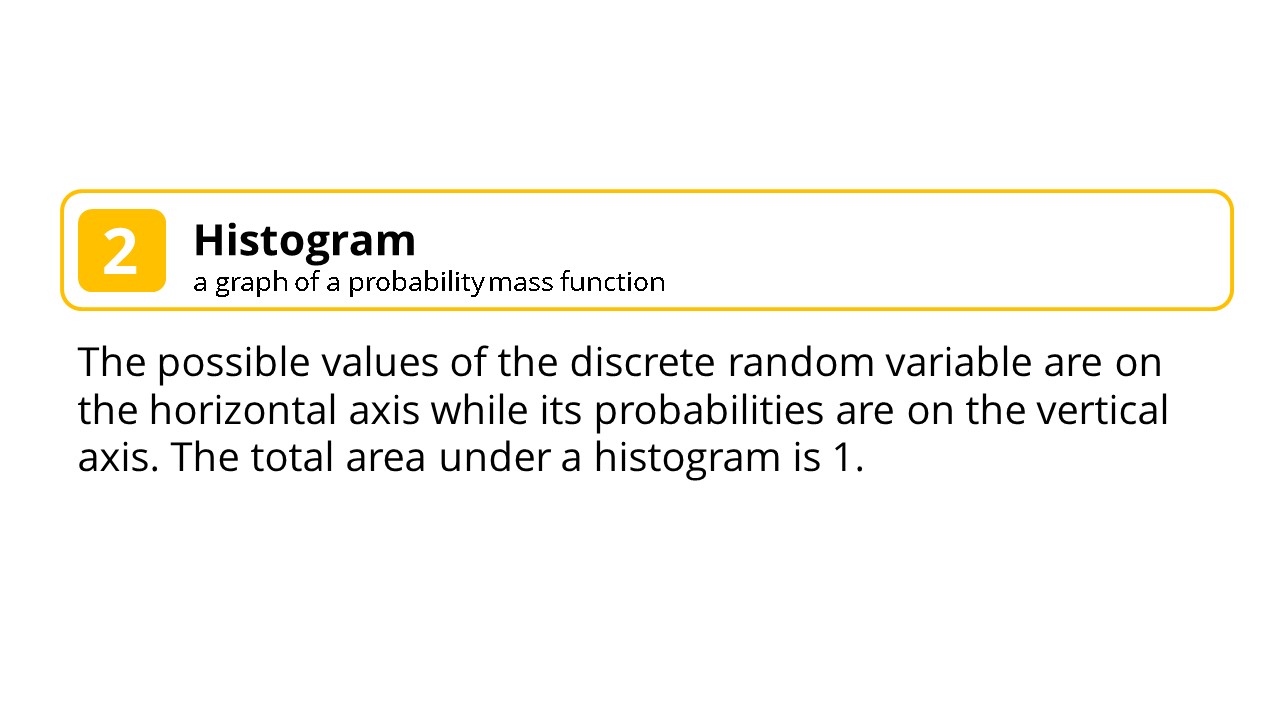 2
Histogram
a graph of a probability mass function
The possible values of the discrete random variable are on
the horizontal axis while its probabilities are on the vertical
axis. The total area under a histogram is 1.